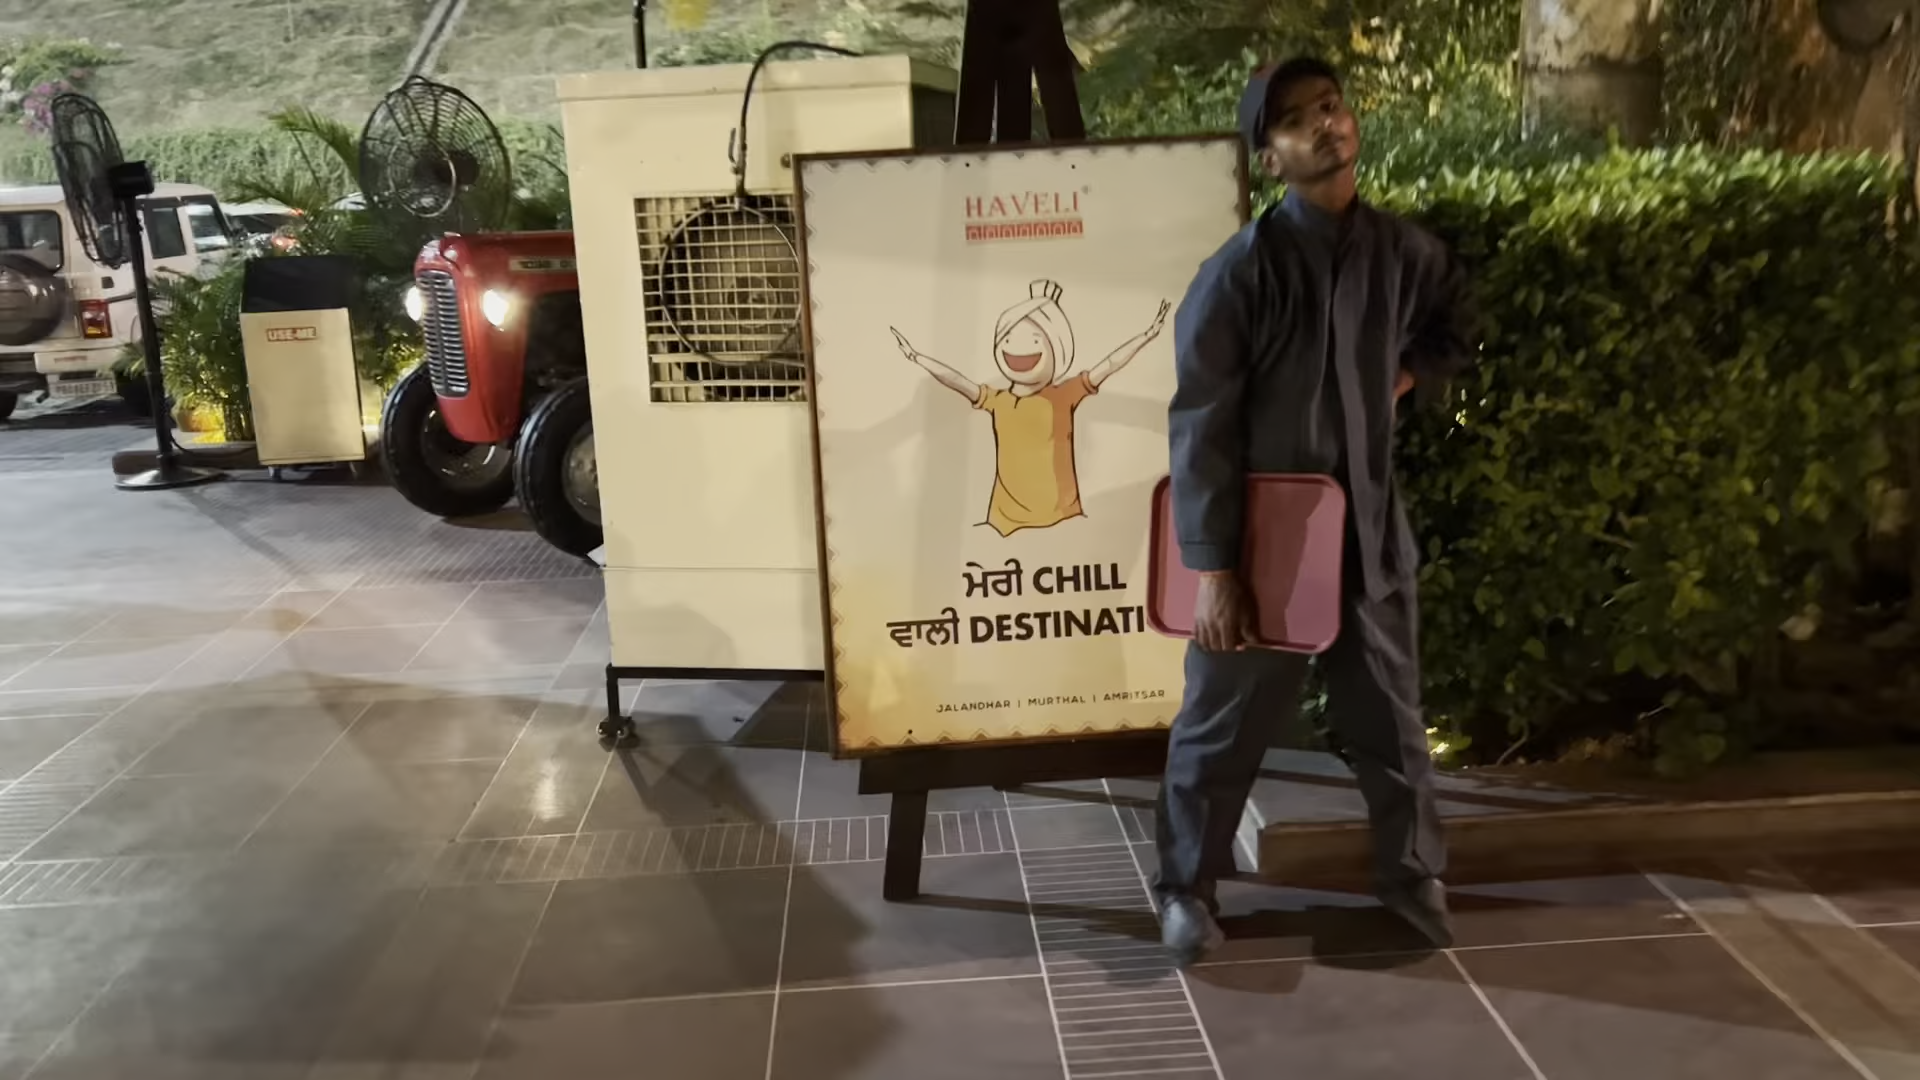 HAVELI
ਮੇਰੀ CHILL
ਵਾਲੀ DESTINATI
JALANDHAR | MURTHAL | AMRITSAR
USE-ME